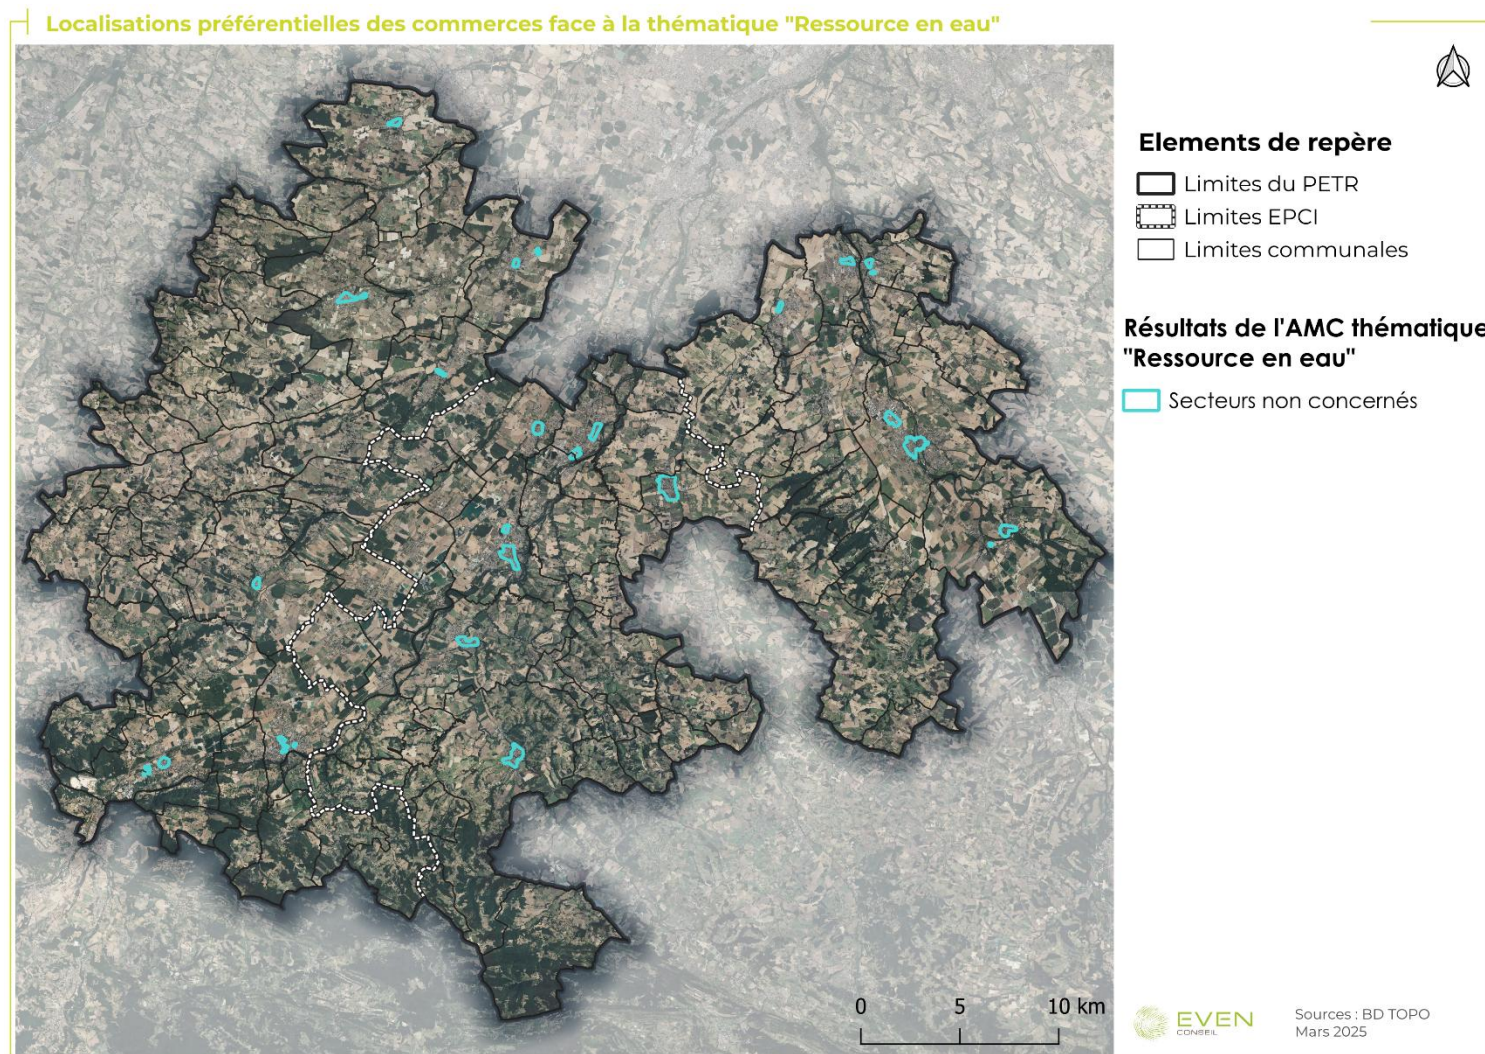 Localisations préférentielles des commerces face à la thématique "Ressource en eau"
Elements de repère
Limites du PETR
Limites EPCI
Limites communales
Résultats de l'AMC thématique
"Ressource en eau"
Secteurs non concernés
0 5 10 km
EVEN
CONSEIL
Sources : BD TOPO
Mars 2025